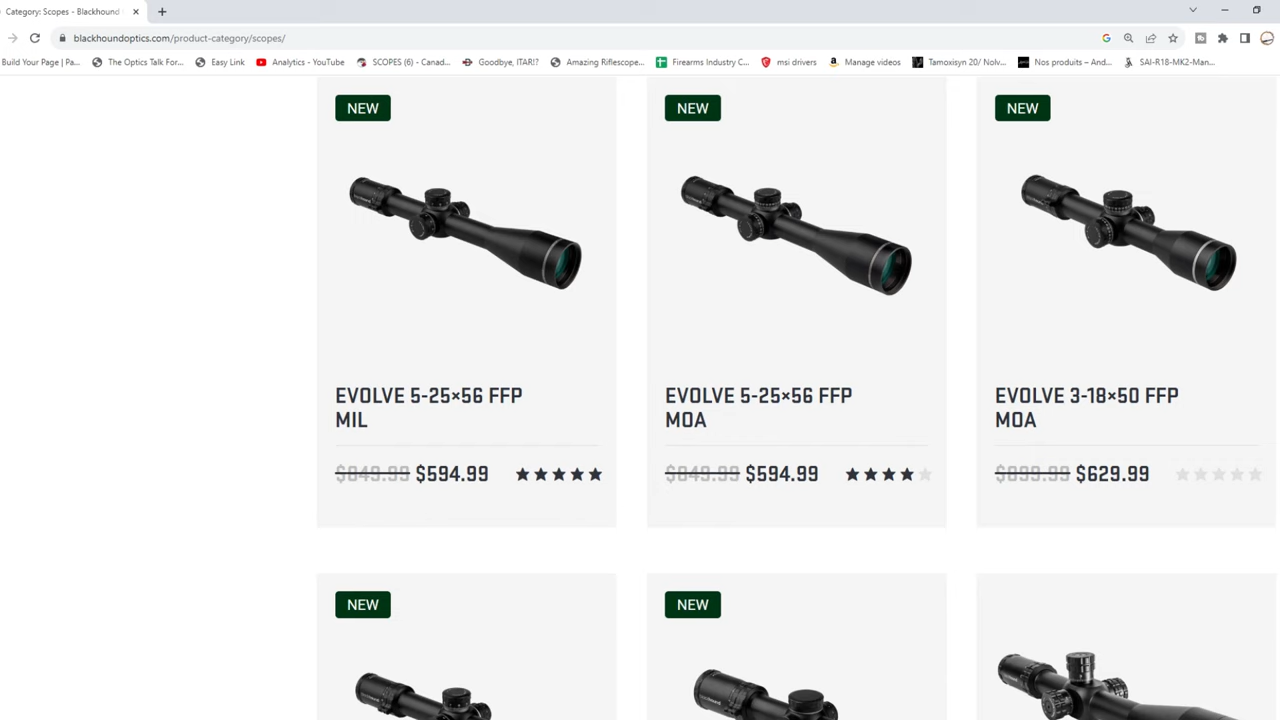 Category: Scopes - Blackhound
blackhoundoptics.com/product-category/scopes/
Build Your Page | Pa...
The Optics Talk For...
Easy Link
Analytics - YouTube
SCOPES (6) - Canad...
Goodbye, ITAR!?
Amazing Riflescope...
Firearms Industry C...
msi drivers
Manage videos
Tamoxisyn 20/ Nolv...
Nos produits – And...
SAI-R18-MK2-Man...
NEW
NEW
NEW
EVOLVE 5-25×56 FFP
MIL
EVOLVE 5-25×56 FFP
MOA
EVOLVE 3-18×50 FFP
MOA
$849.99 $594.99
$849.99 $594.99
$899.99 $629.99
NEW
NEW